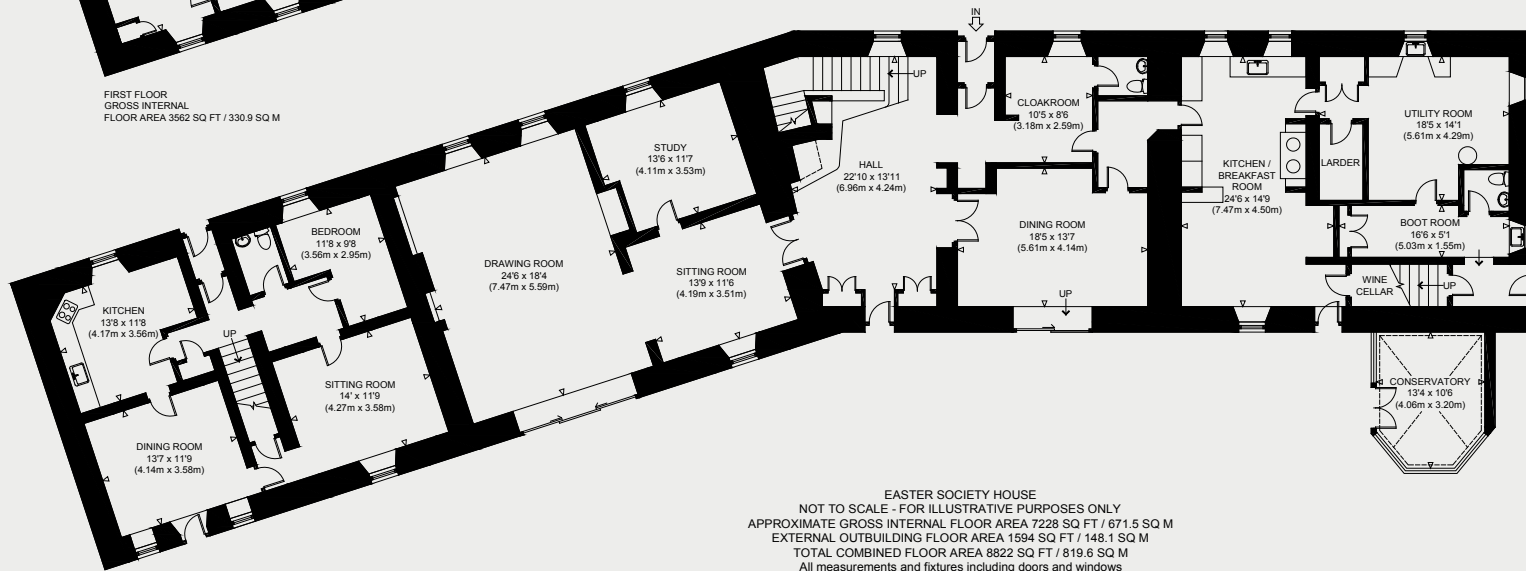 IN
FIRST FLOOR
GROSS INTERNAL
FLOOR AREA 3562 SQ FT / 330.9 SQ M
UP
CLOAKROOM
10'5 x 8'6
(3.18m x 2.59m)
UTILITY ROOM
18'5 x 14'1
(5.61m x 4.29m)
STUDY
13'6 x 11'7
(4.11m x 3.53m)
HALL
22'10 x 13'11
(6.96m x 4.24m)
KITCHEN /
BREAKFAST
ROOM
24'6 x 14'9
(7.47m x 4.50m)
LARDER
BEDROOM
11'8 x 9'8
(3.56m x 2.95m)
DINING ROOM
18'5 x 13'7
(5.61m x 4.14m)
BOOT ROOM
16'6 x 5'1
(5.03m x 1.55m)
DRAWING ROOM
24'6 x 18'4
(7.47m x 5.59m)
SITTING ROOM
13'9 x 11'6
(4.19m x 3.51m)
WINE
CELLAR
UP
UP
KITCHEN
13'8 x 11'8
(4.17m x 3.56m)
UP
SITTING ROOM
14' x 11'9
(4.27m x 3.58m)
CONSERVATORY
13'4 x 10'6
(4.06m x 3.20m)
DINING ROOM
13'7 x 11'9
(4.14m x 3.58m)
EASTER SOCIETY HOUSE
NOT TO SCALE - FOR ILLUSTRATIVE PURPOSES ONLY
APPROXIMATE GROSS INTERNAL FLOOR AREA 7228 SQ FT / 671.5 SQ M
EXTERNAL OUTBUILDING FLOOR AREA 1594 SQ FT / 148.1 SQ M
TOTAL COMBINED FLOOR AREA 8822 SQ FT / 819.6 SQ M
All measurements and fixtures including doors and windows